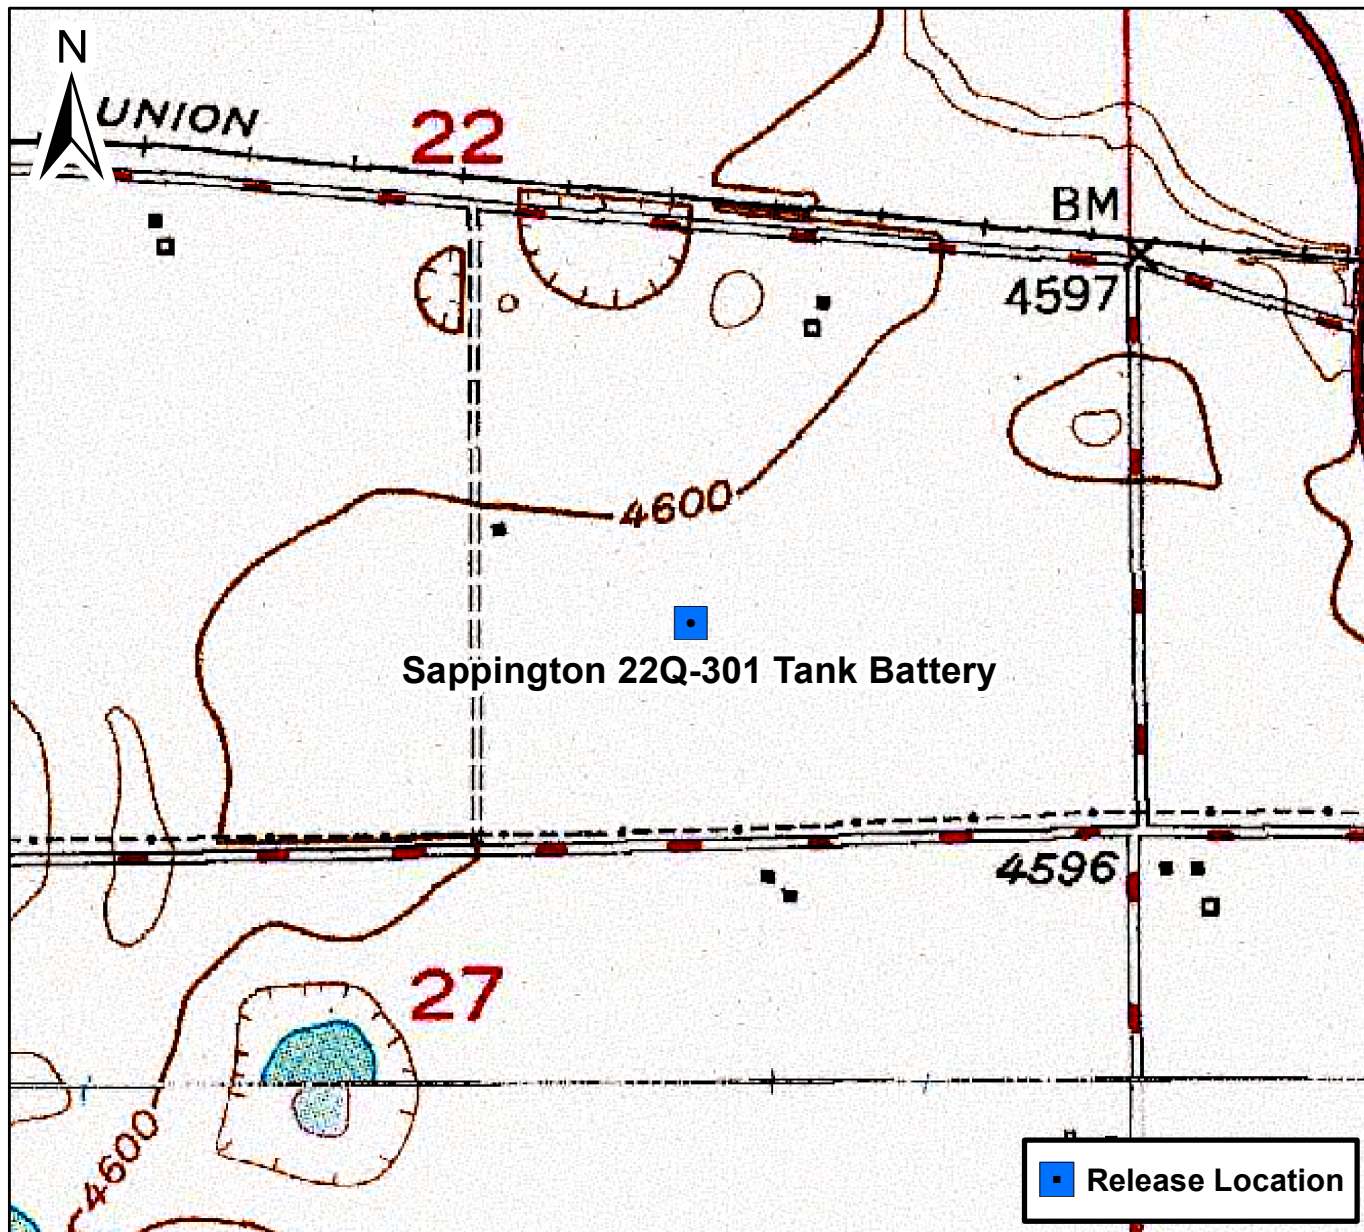 N
UNION
22
BM
4597
4600
Sappington 22Q-301 Tank Battery
4596
27
4600
Release Location